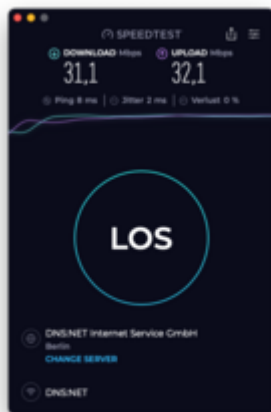 SPEEDTEST
DOWNLOAD Mbps UPLOAD Mbps
31,1 32,1
Ping 8 ms Jitter 2 ms Verlust 0 %
LOS
DNS:NET Internet Service GmbH
Berlin
CHANGE SERVER
DNS:NET